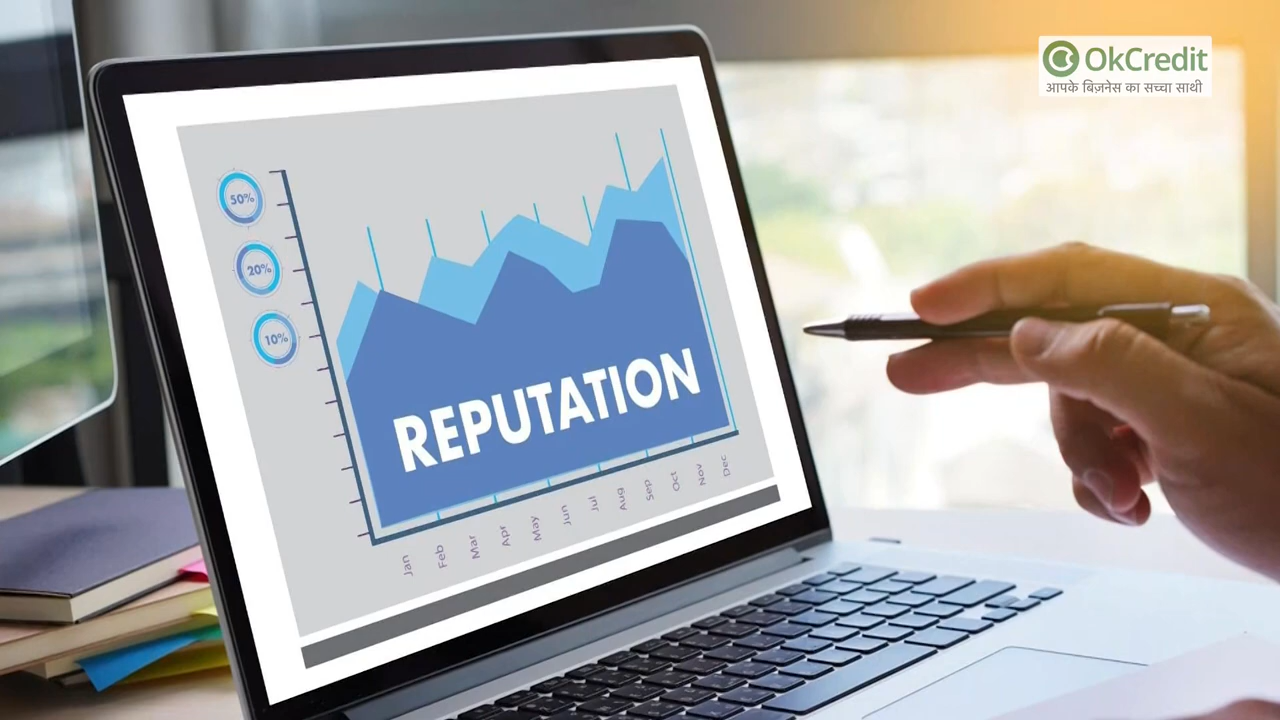 OkCredit
आपके बिज़नेस का सच्चा साथी
50%
20%
10%
REPUTATION
Jan
Feb
Mar
Apr
May
Jun
Jul
Aug
Sep
Oct
Nov
Dec